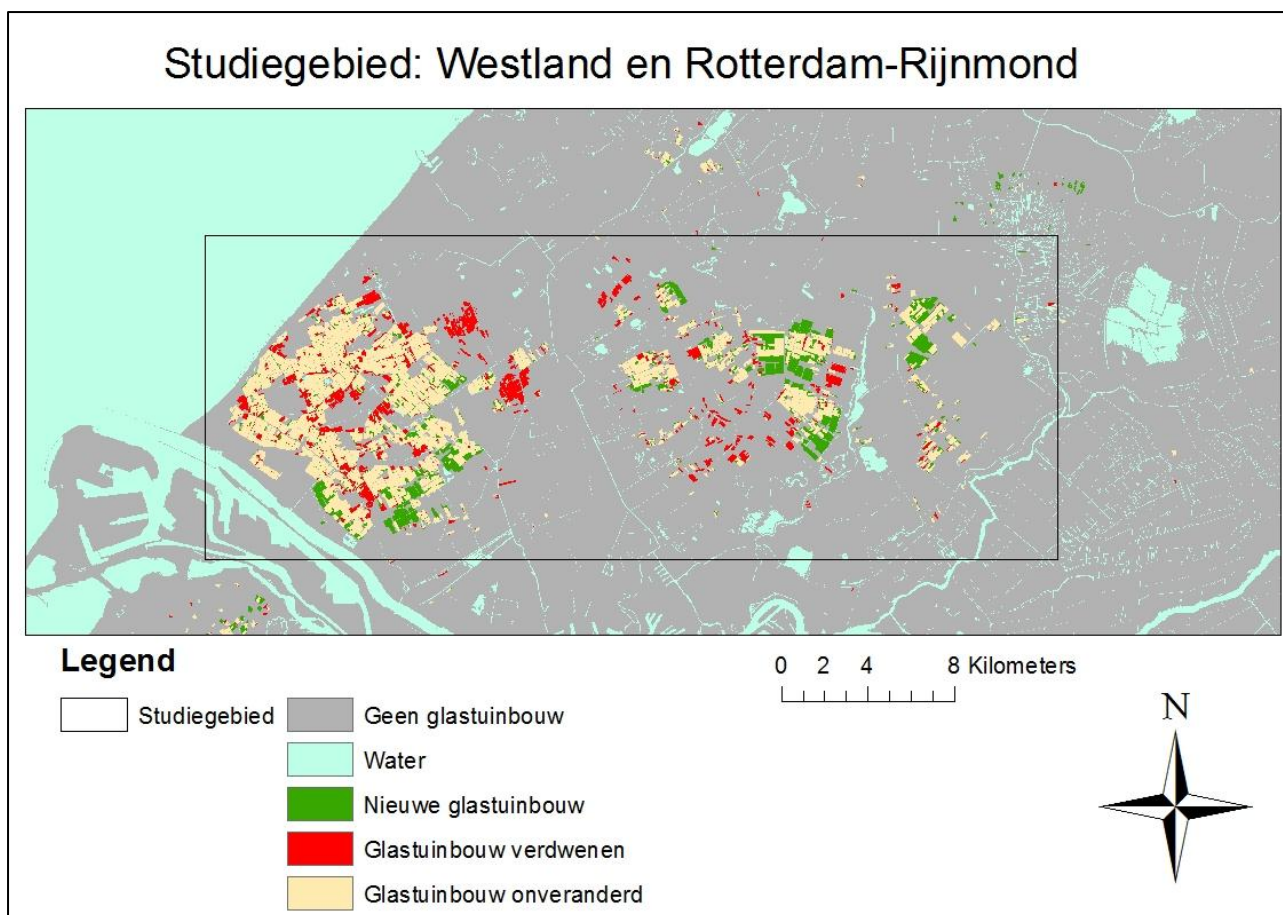 Studiegebied: Westland en Rotterdam-Rijnmond
Legend
0 2 4 8 Kilometers
Studiegebied
Geen glastuinbouw
Water
Nieuwe glastuinbouw
Glastuinbouw verdwenen
Glastuinbouw onveranderd
N